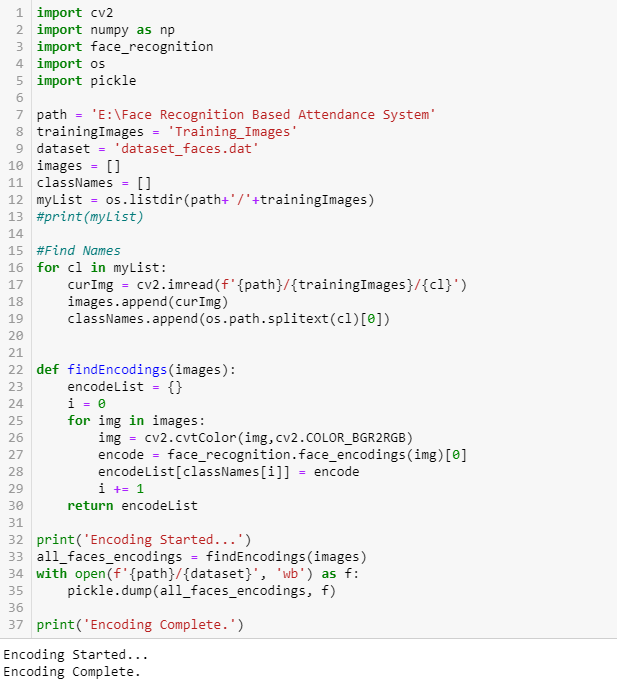 1 import cv2
2 import numpy as np
3 import face_recognition
4 import os
5 import pickle
6
7 path = 'E:\Face Recognition Based Attendance System'
8 trainingImages = 'Training_Images'
9 dataset = 'dataset_faces.dat'
10 images = []
11 classNames = []
12 myList = os.listdir(path+'/'+trainingImages)
13 #print(myList)
14
15 #Find Names
16 for cl in myList:
17     curImg = cv2.imread(f'{path}/{trainingImages}/{cl}')
18     images.append(curImg)
19     classNames.append(os.path.splitext(cl)[0])
20
21
22 def findEncodings(images):
23     encodeList = {}
24     i = 0
25     for img in images:
26         img = cv2.cvtColor(img,cv2.COLOR_BGR2RGB)
27         encode = face_recognition.face_encodings(img)[0]
28         encodeList[classNames[i]] = encode
29         i += 1
30     return encodeList
31
32 print('Encoding Started...')
33 all_faces_encodings = findEncodings(images)
34 with open(f'{path}/{dataset}', 'wb') as f:
35     pickle.dump(all_faces_encodings, f)
36
37 print('Encoding Complete.')
Encoding Started...
Encoding Complete.